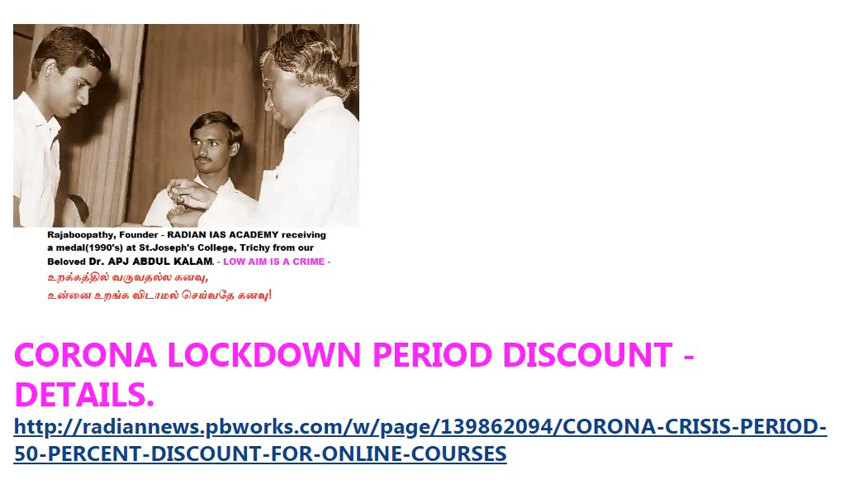 Rajaboopathy, Founder - RADIAN IAS ACADEMY receiving
a medal(1990's) at St.Joseph's College, Trichy from our
Beloved Dr. APJ ABDUL KALAM. - LOW AIM IS A CRIME -
உறக்கத்தில் வருவதல்ல கனவு,
உன்னை உறங்க விடாமல் செய்வதே கனவு!
CORONA LOCKDOWN PERIOD DISCOUNT -
DETAILS.
http://radiannews.pbworks.com/w/page/139862094/CORONA-CRISIS-PERIOD-
50-PERCENT-DISCOUNT-FOR-ONLINE-COURSES